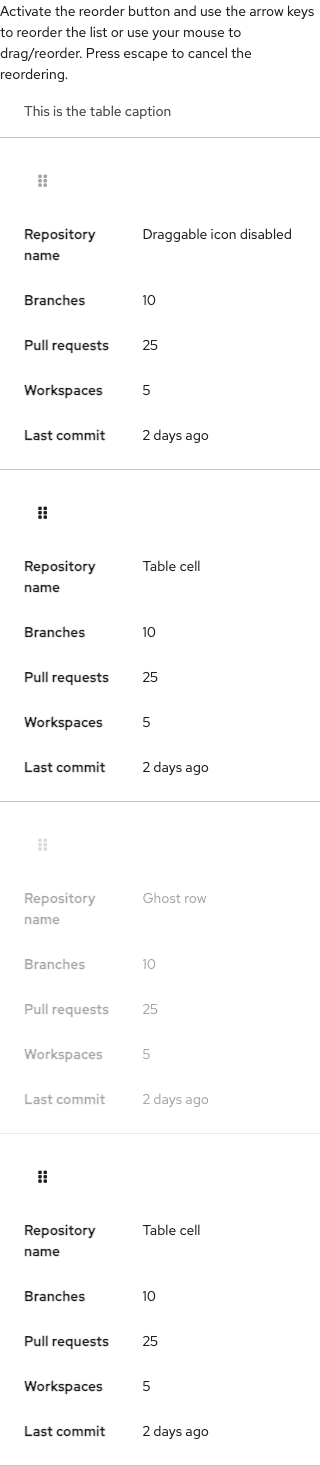 Activate the reorder button and use the arrow keys
to reorder the list or use your mouse to
drag/reorder. Press escape to cancel the
reordering.
This is the table caption
Repository name Draggable icon disabled
Branches 10
Pull requests 25
Workspaces 5
Last commit 2 days ago
Repository name Table cell
Branches 10
Pull requests 25
Workspaces 5
Last commit 2 days ago
Repository name Ghost row
Branches 10
Pull requests 25
Workspaces 5
Last commit 2 days ago
Repository name Table cell
Branches 10
Pull requests 25
Workspaces 5
Last commit 2 days ago